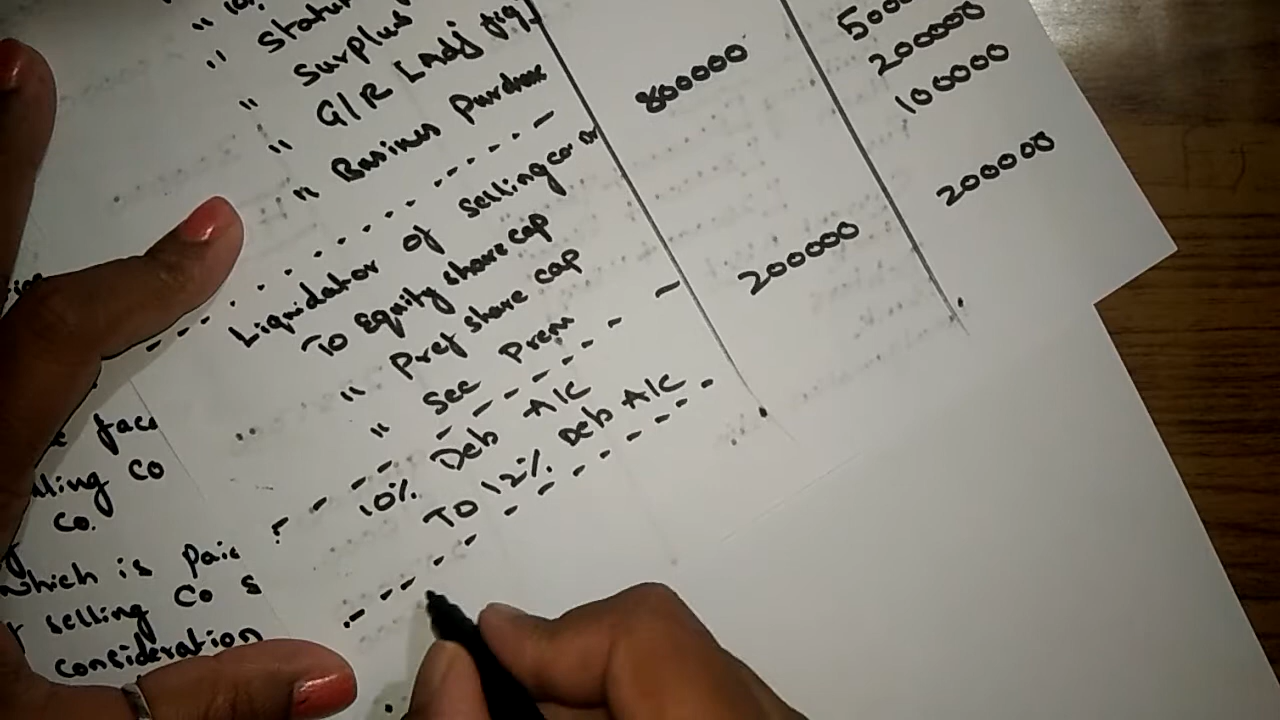 " Statu
" Surplus
" G/R [Adj fig.
" Business Purchase
Liquidator of selling co Dr
To Equity share cap
" Pref share cap
" Sec Prem
10% Deb A/C
To 12% Deb A/C
800000
200000
5000
200000
100000
200000
face
lling Co
Co.
which is paid
selling Co &
consideration